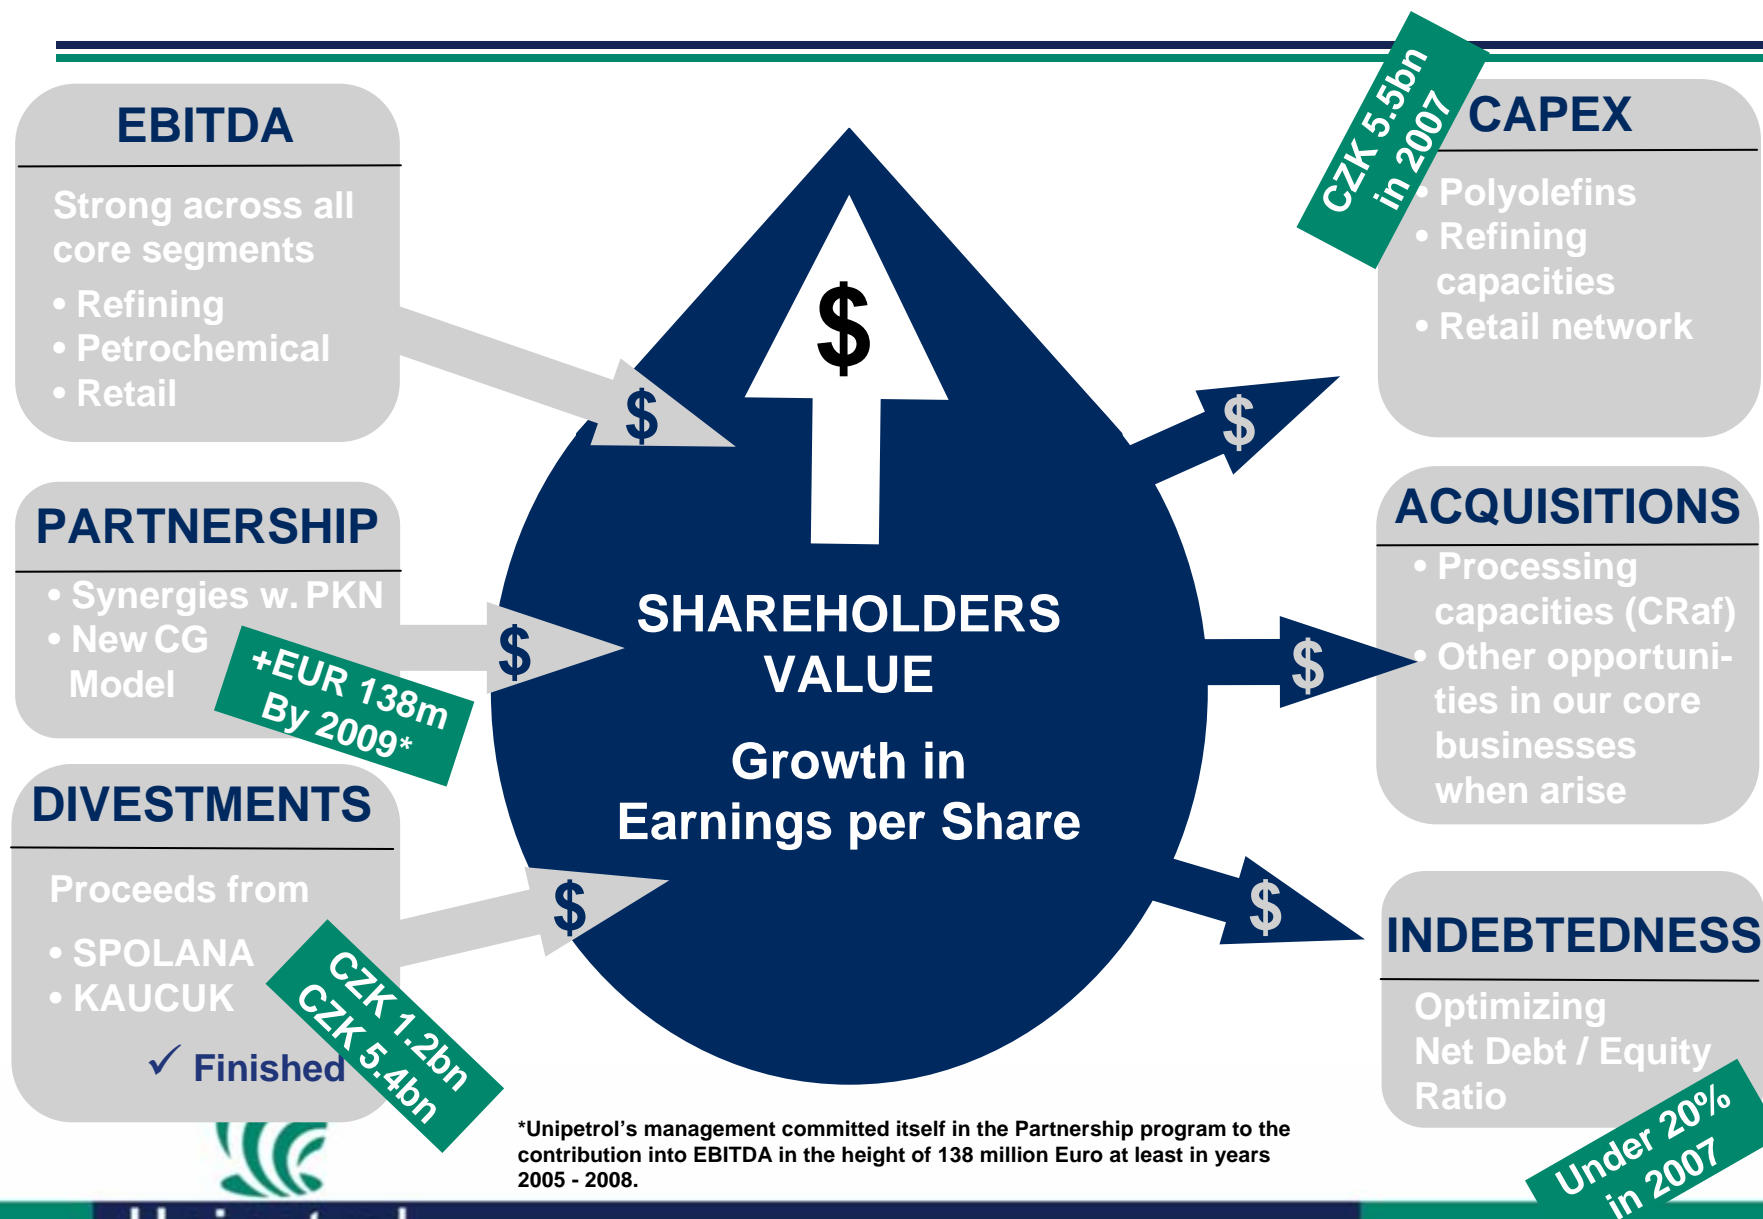 EBITDA
Strong across all
core segments
• Refining
• Petrochemical
• Retail
$
PARTNERSHIP
• Synergies w. PKN
• New CG
Model
+EUR 138m
By 2009*
$
DIVESTMENTS
Proceeds from
• SPOLANA
• KAUCUK
✓ Finished
CZK 1.2bn
CZK 5.4bn
$
$
SHAREHOLDERS
VALUE
Growth in
Earnings per Share
CZK 5.5bn
in 2007
CAPEX
• Polyolefins
• Refining
capacities
• Retail network
$
ACQUISITIONS
• Processing
capacities (CRaf)
• Other opportuni-
ties in our core
businesses
when arise
$
INDEBTEDNESS
Optimizing
Net Debt / Equity
Ratio
Under 20%
in 2007
$
*Unipetrol's management committed itself in the Partnership program to the
contribution into EBITDA in the height of 138 million Euro at least in years
2005 - 2008.